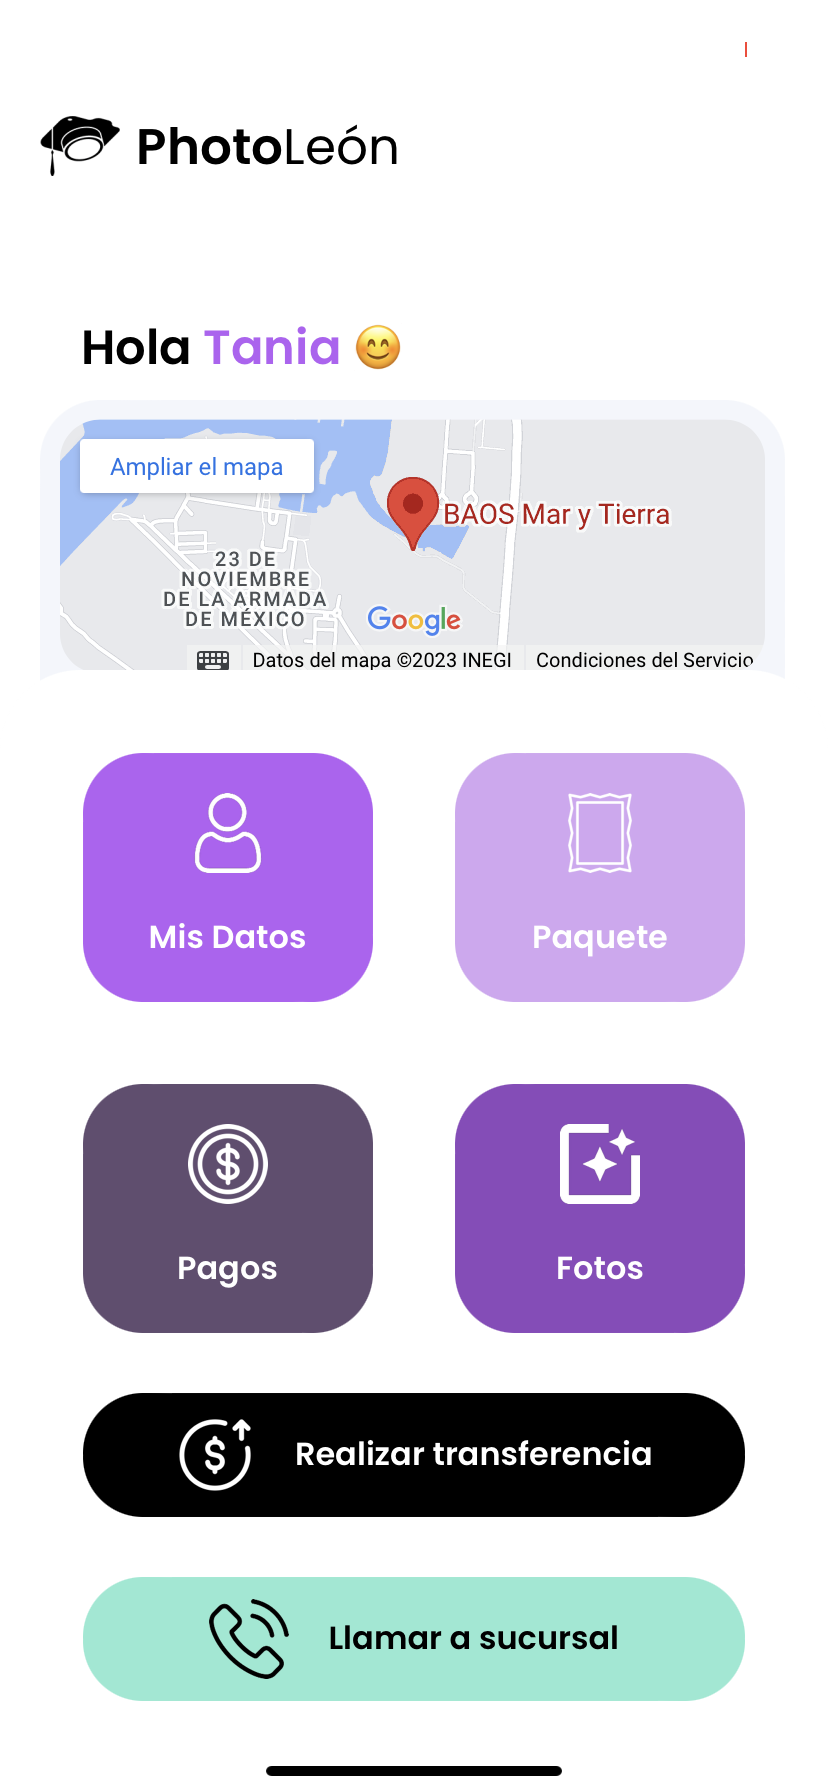 PhotoLeón
Hola Tania 😊
Ampliar el mapa
BAOS Mar y Tierra
23 DE
NOVIEMBRE
DE LA ARMADA
DE MÉXICO
Google
Datos del mapa ©2023 INEGI
Condiciones del Servicio
Mis Datos
Paquete
Pagos
Fotos
Realizar transferencia
Llamar a sucursal